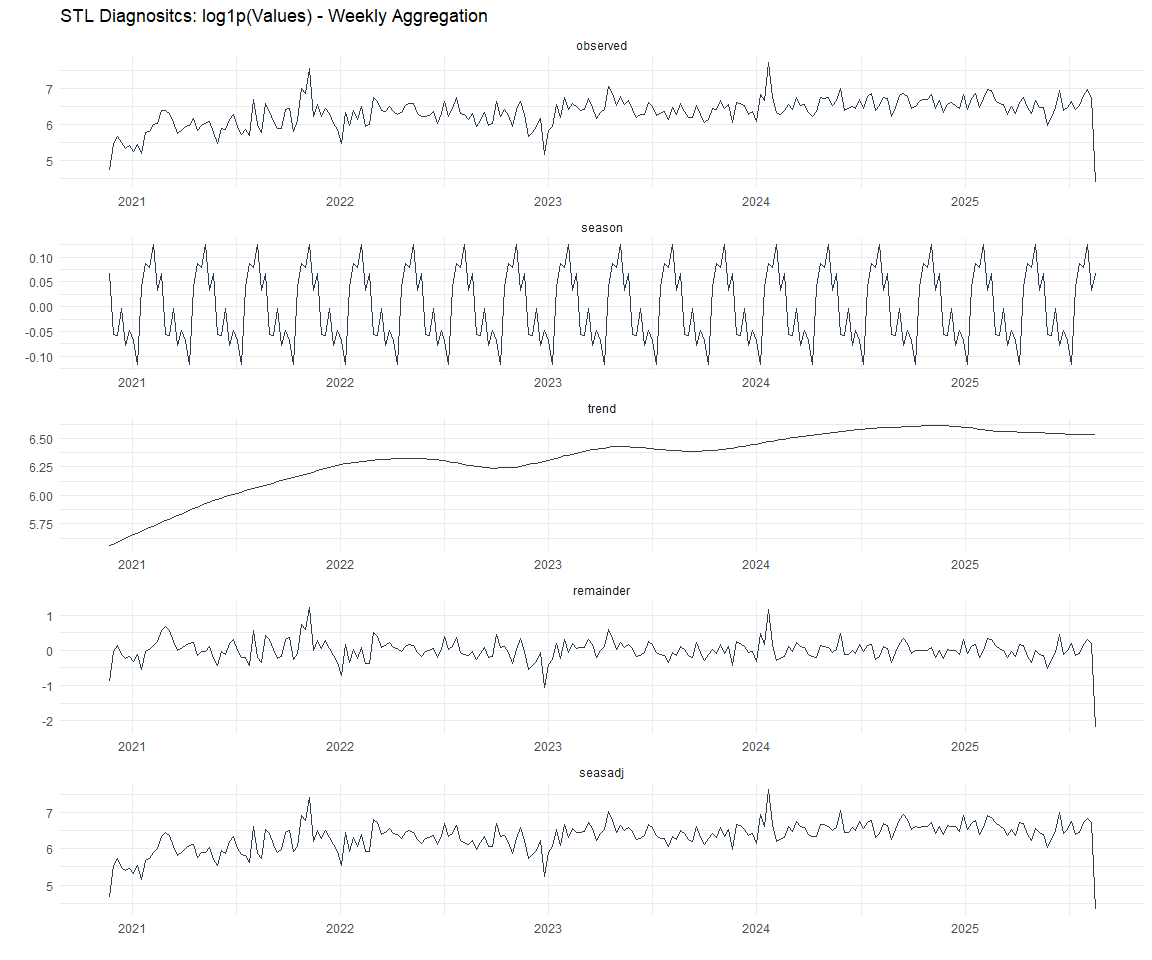 STL Diagnositcs: log1p(Values) - Weekly Aggregation
observed
7
6
5
2021 2022 2023 2024 2025
season
0.10
0.05
0.00
-0.05
-0.10
2021 2022 2023 2024 2025
trend
6.50
6.25
6.00
5.75
2021 2022 2023 2024 2025
remainder
1
0
-1
-2
2021 2022 2023 2024 2025
seasadj
7
6
5
2021 2022 2023 2024 2025